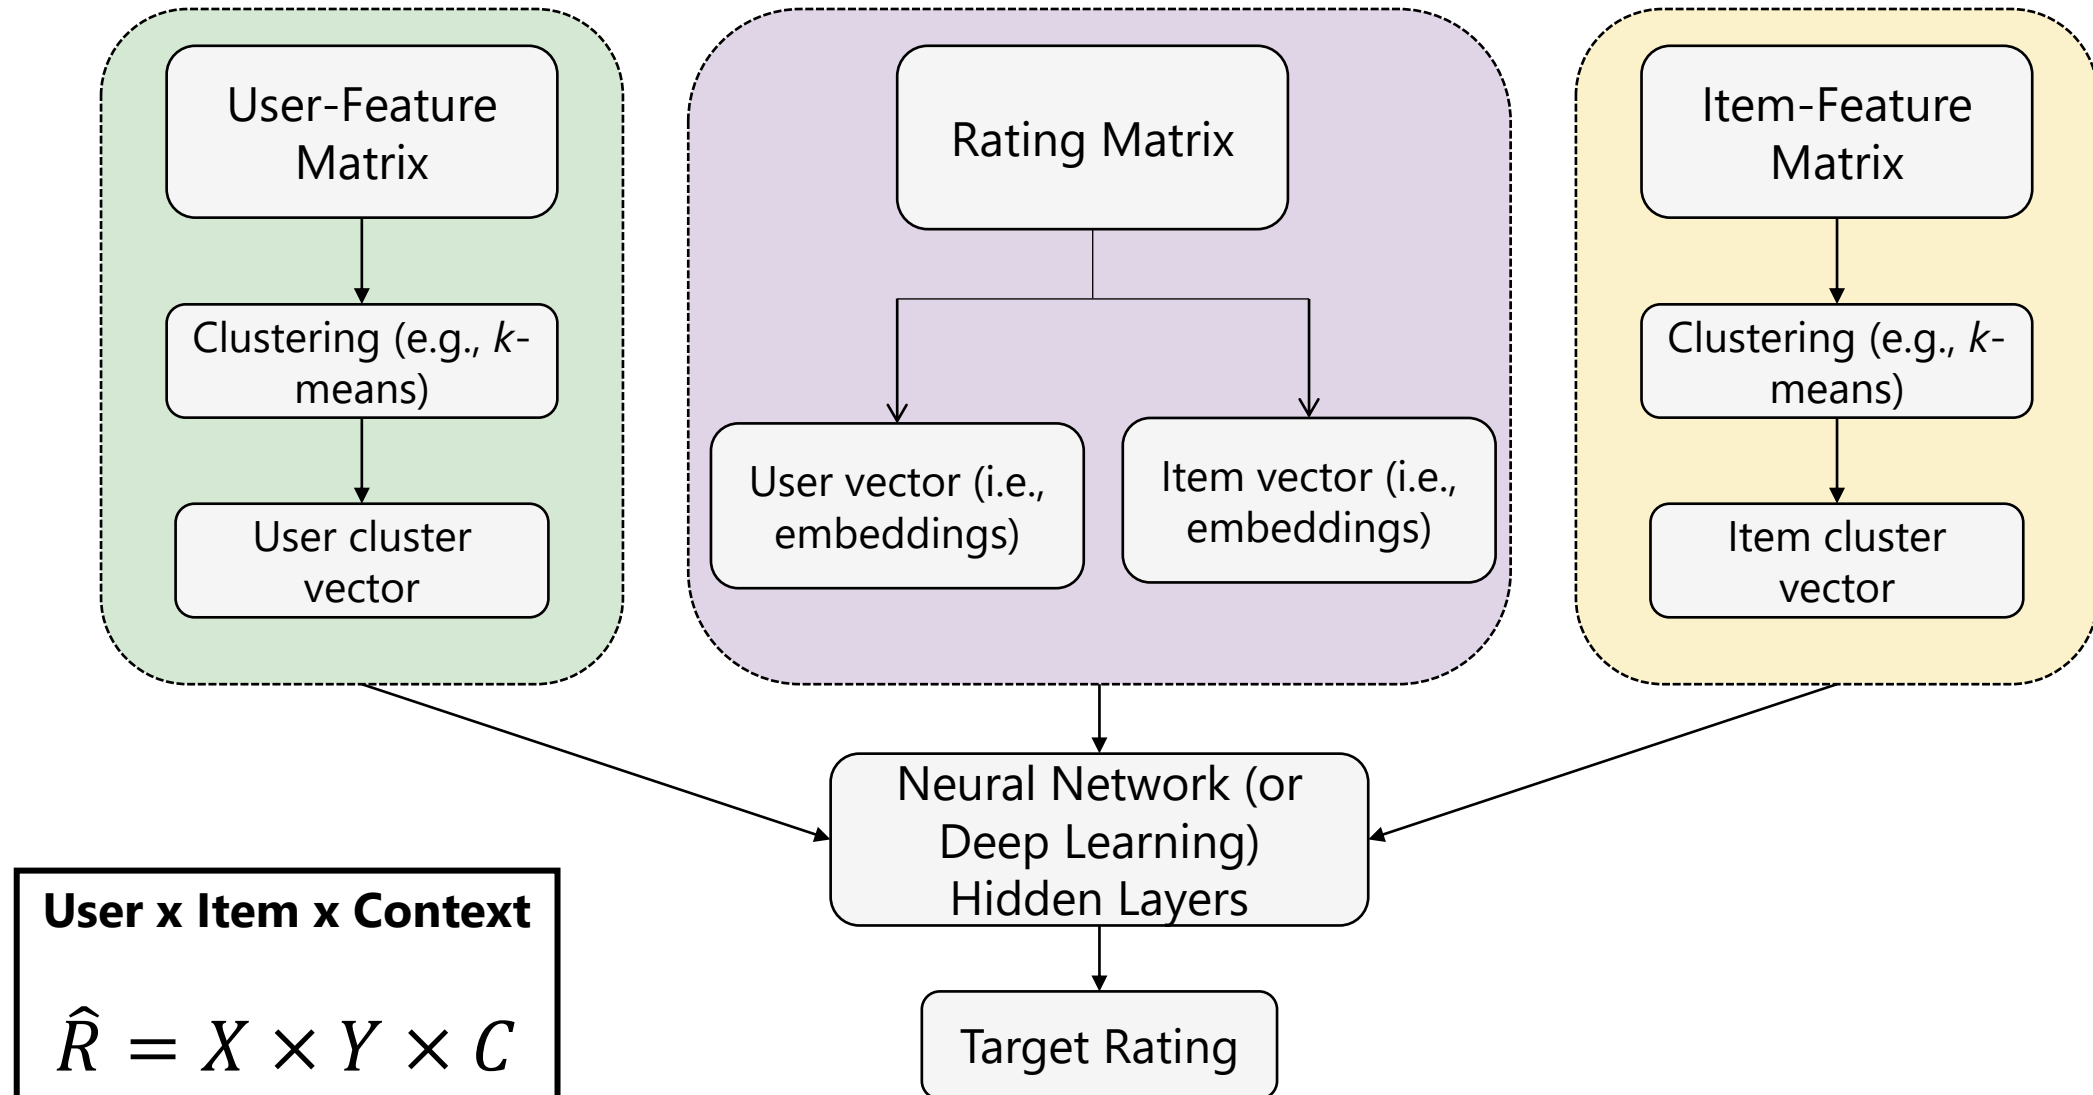 User-Feature
Matrix
Clustering (e.g., k-
means)
User cluster
vector
Rating Matrix
User vector (i.e.,
embeddings)
Item vector (i.e.,
embeddings)
Item-Feature
Matrix
Clustering (e.g., k-
means)
Item cluster
vector
Neural Network (or
Deep Learning)
Hidden Layers
Target Rating
User x Item x Context
R̂ = X × Y × C